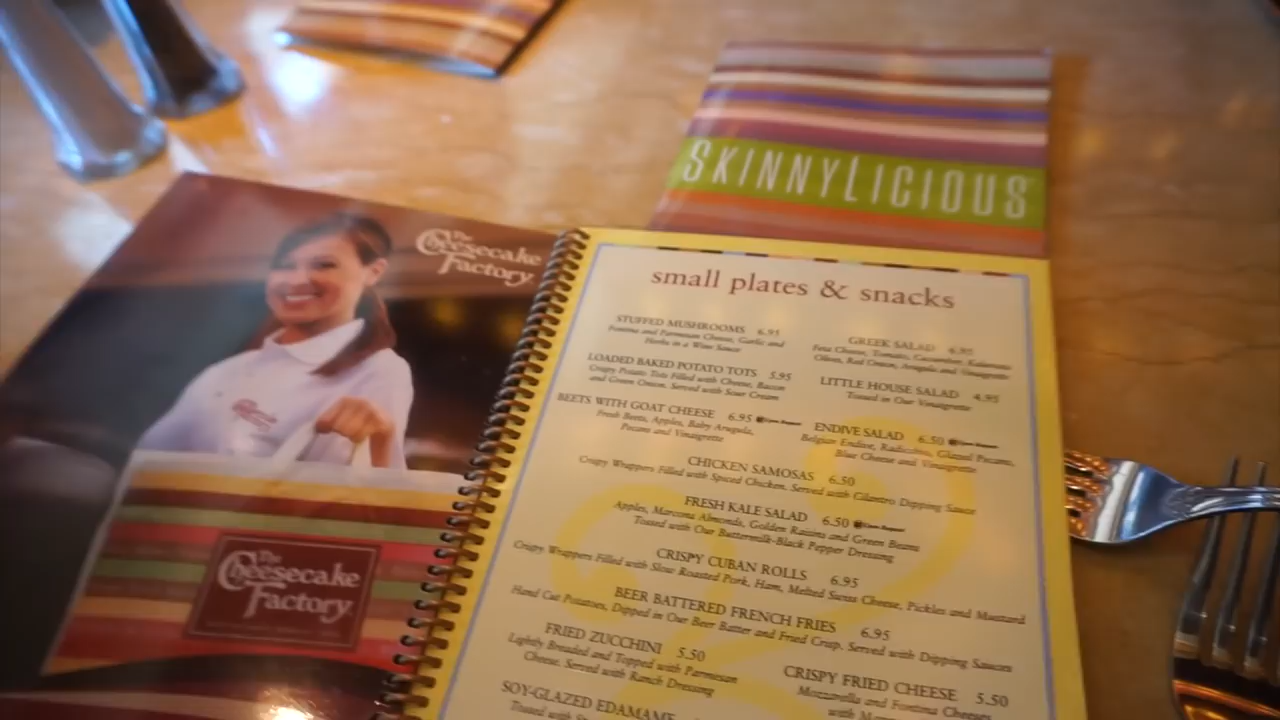 SKINNYLICIOUS
The
Cheesecake
Factory
small plates & snacks
STUFFED MUSHROOMS 6.95
Fontina and Parmesan Cheese, Garlic and
Herbs in a Wine Sauce
LOADED BAKED POTATO TOTS 5.95
Crispy Potato Tots Filled with Cheese, Bacon
and Green Onion. Served with Sour Cream
BEETS WITH GOAT CHEESE 6.95
Fresh Beets, Apples, Baby Arugula,
Pecans and Vinaigrette
GREEK SALAD 6.95
Feta Cheese, Tomato, Cucumber, Kalamata
Olives, Red Onion, Arugula and Vinaigrette
LITTLE HOUSE SALAD 4.95
Tossed in Our Vinaigrette
ENDIVE SALAD 6.50
Belgian Endive, Radicchio, Glazed Pecans,
Blue Cheese and Vinaigrette
CHICKEN SAMOSAS 6.50
Crispy Wrappers Filled with Spiced Chicken. Served with Cilantro Dipping Sauce
FRESH KALE SALAD 6.50
Apples, Marcona Almonds, Golden Raisins and Green Beans
Tossed with Our Buttermilk-Black Pepper Dressing
CRISPY CUBAN ROLLS 6.95
Crispy Wrappers Filled with Slow Roasted Pork, Ham, Melted Swiss Cheese, Pickles and Mustard
BEER BATTERED FRENCH FRIES 6.95
Hand Cut Potatoes, Dipped in Our Beer Batter and Fried Crisp. Served with Dipping Sauces
FRIED ZUCCHINI 5.50
Lightly Breaded and Topped with Parmesan
Cheese. Served with Ranch Dressing
CRISPY FRIED CHEESE 5.50
Mozzarella and Fontina Cheeses
SOY-GLAZED EDAMAME
Tossed with
The
Cheesecake
Factory